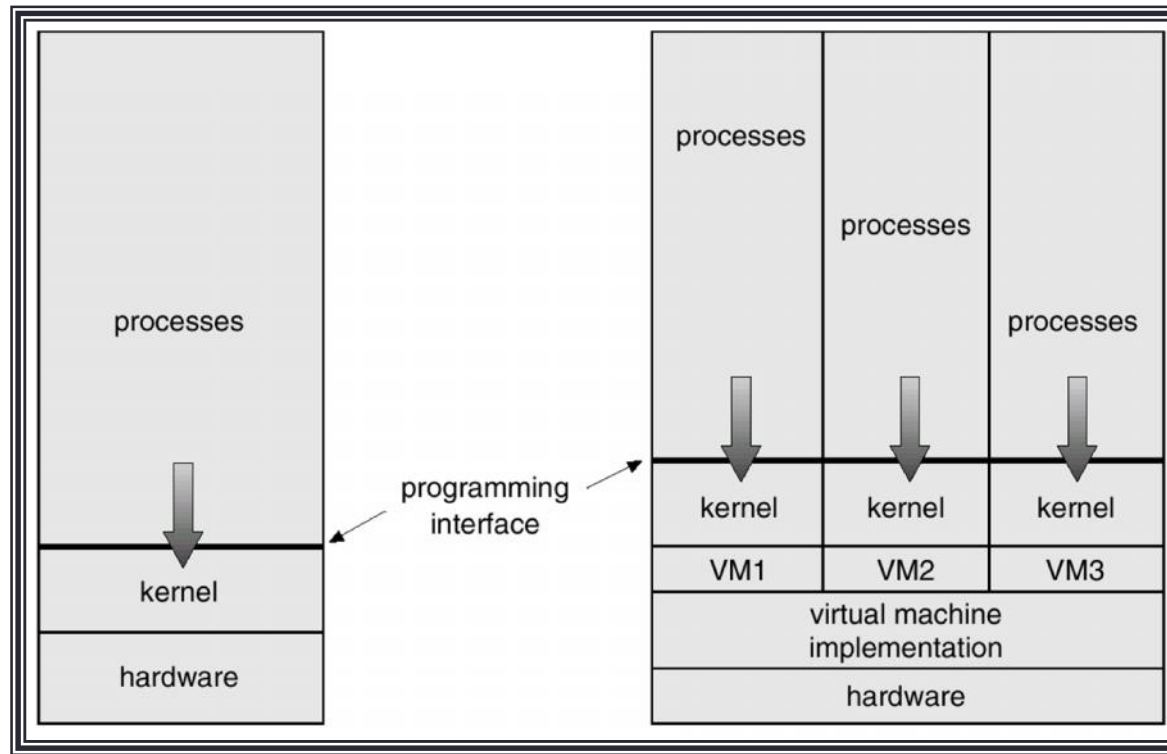 processes
kernel
hardware
programming
interface
processes
processes
processes
kernel
kernel
kernel
VM1
VM2
VM3
virtual machine
implementation
hardware